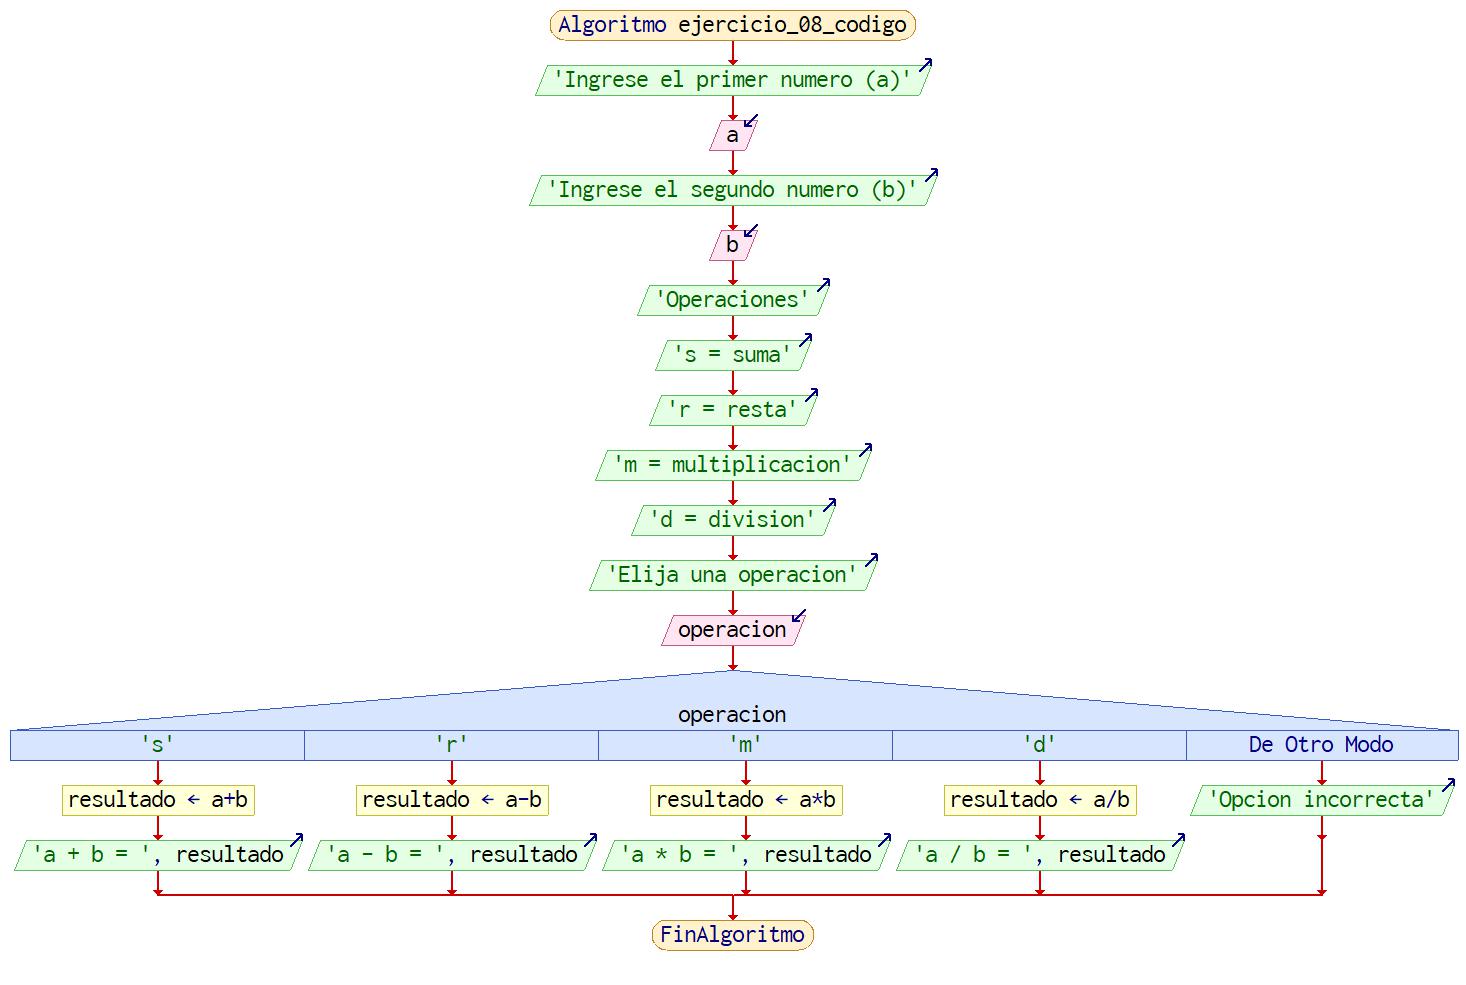 Algoritmo ejercicio_08_codigo
'Ingrese el primer numero (a)'
a
'Ingrese el segundo numero (b)'
b
'Operaciones'
's = suma'
'r = resta'
'm = multiplicacion'
'd = division'
'Elija una operacion'
operacion
operacion
's' 'r' 'm' 'd' De Otro Modo
resultado ← a+b resultado ← a-b resultado ← a*b resultado ← a/b 'Opcion incorrecta'
'a + b = ', resultado 'a - b = ', resultado 'a * b = ', resultado 'a / b = ', resultado
FinAlgoritmo